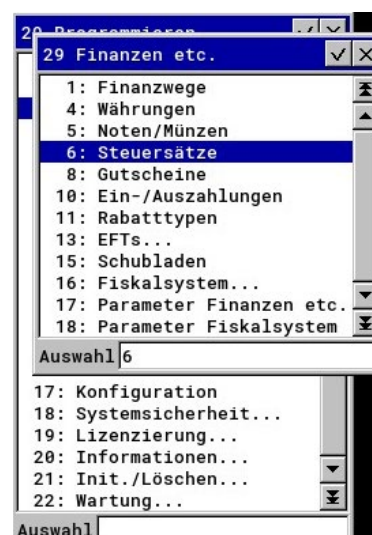 20 Programmieren
29 Finanzen etc.
1: Finanzwege
4: Währungen
5: Noten/Münzen
6: Steuersätze
8: Gutscheine
10: Ein-/Auszahlungen
11: Rabatttypen
13: EFTs...
15: Schubladen
16: Fiskalsystem...
17: Parameter Finanzen etc.
18: Parameter Fiskalsystem
Auswahl 6
17: Konfiguration
18: Systemsicherheit...
19: Lizenzierung...
20: Informationen...
21: Init./Löschen...
22: Wartung...
Auswahl